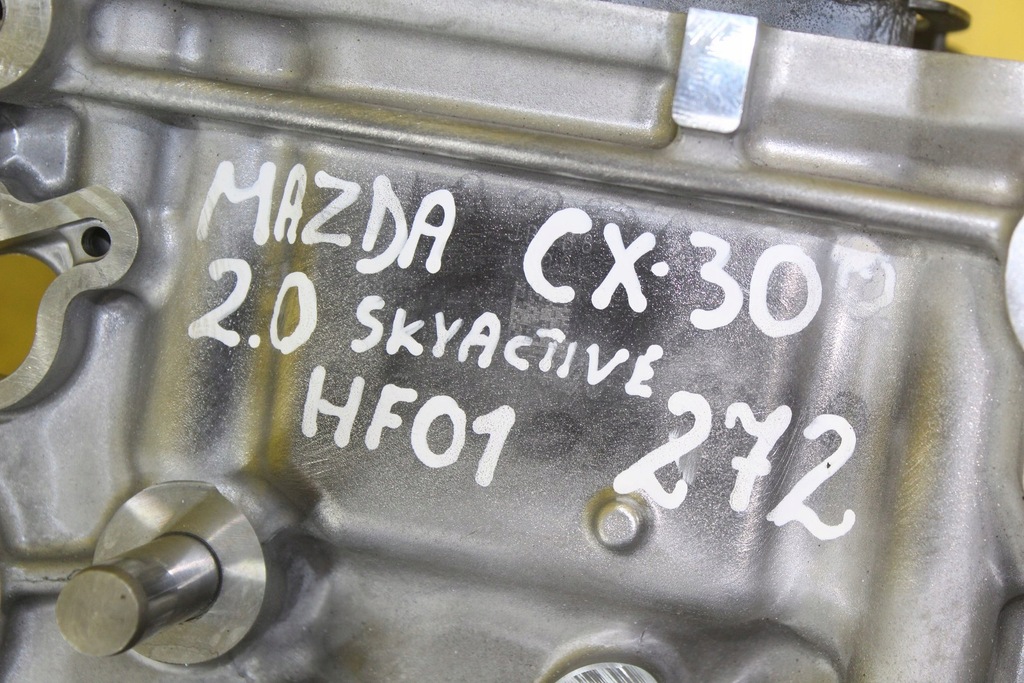 MAZDA CX-30
2.0 SKYACTIVE
HF01 272